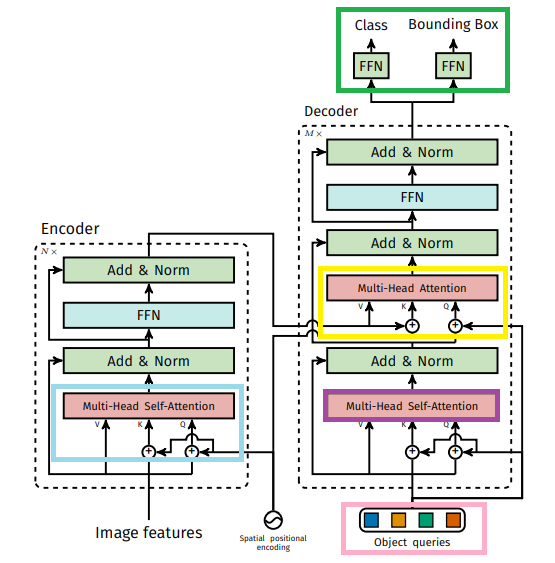 Class
Bounding Box
FFN
FFN
Decoder
M ×
Add & Norm
FFN
Add & Norm
Multi-Head Attention
V
K
Q
Add & Norm
Multi-Head Self-Attention
V
K
Q
Object queries
Encoder
N ×
Add & Norm
FFN
Add & Norm
Multi-Head Self-Attention
V
K
Q
Image features
Spatial positional
encoding